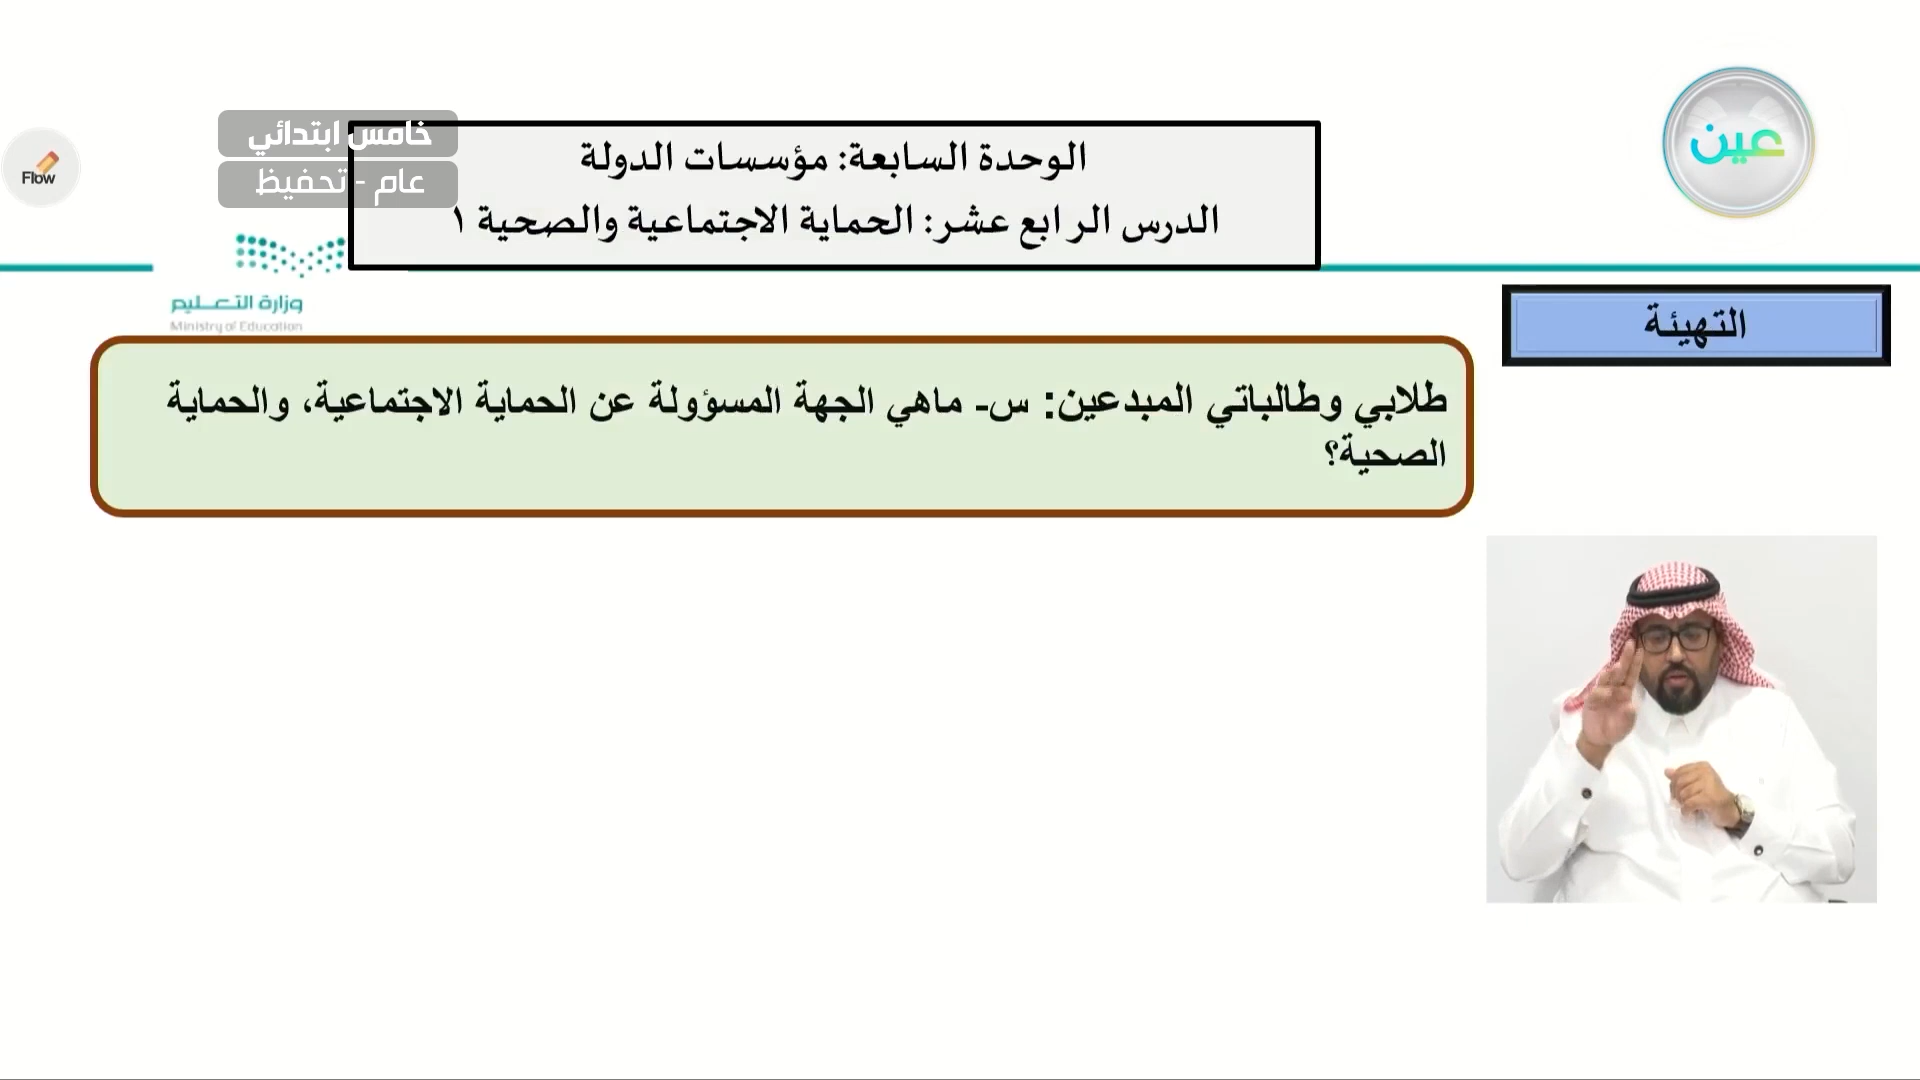 عين
خامس ابتدائي
عام - تحفيظ
الوحدة السابعة: مؤسسات الدولة
الدرس الرابع عشر: الحماية الاجتماعية والصحية ١
Flow
وزارة التعليم
Ministry of Education
التهيئة
طلابي وطالباتي المبدعين: س- ماهي الجهة المسؤولة عن الحماية الاجتماعية، والحماية
الصحية؟